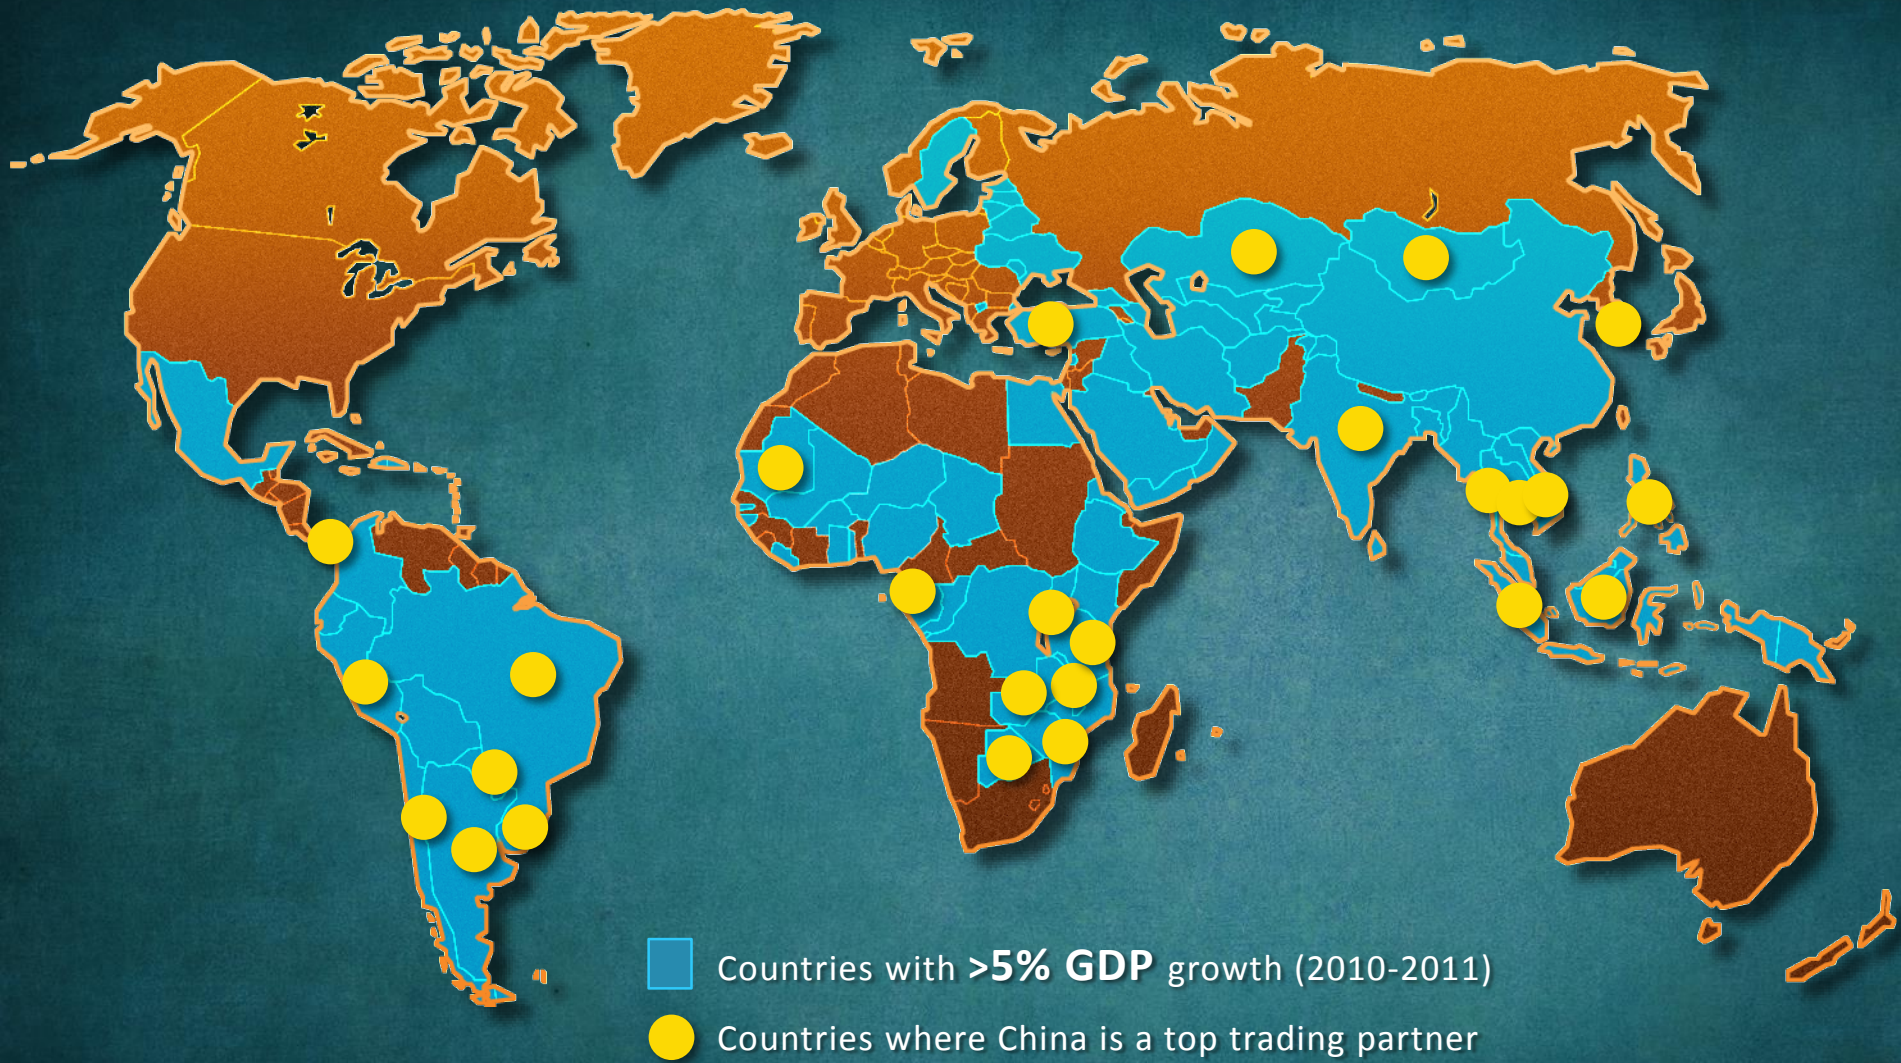 Countries with >5% GDP growth (2010-2011)
Countries where China is a top trading partner